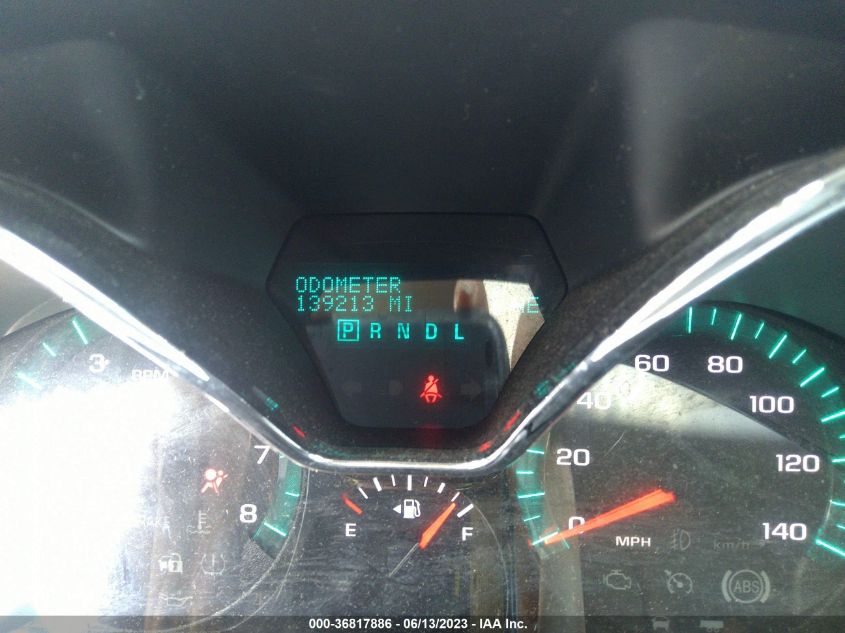 ODOMETER
139213 MI NE
P R N D L
3
RPM
7
8
E
F
0
20
40
60
80
100
120
140
MPH
km/h
ABS
000-36817886 - 06/13/2023 - IAA Inc.